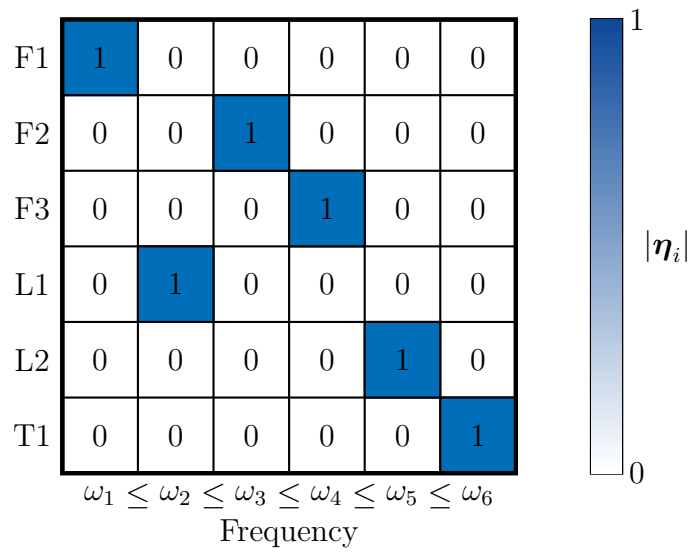 F1 1 0 0 0 0 0 1
F2 0 0 1 0 0 0
F3 0 0 0 1 0 0
|η_i|
L1 0 1 0 0 0 0
L2 0 0 0 0 1 0
T1 0 0 0 0 0 1 0
ω₁ ≤ ω₂ ≤ ω₃ ≤ ω₄ ≤ ω₅ ≤ ω₆
Frequency